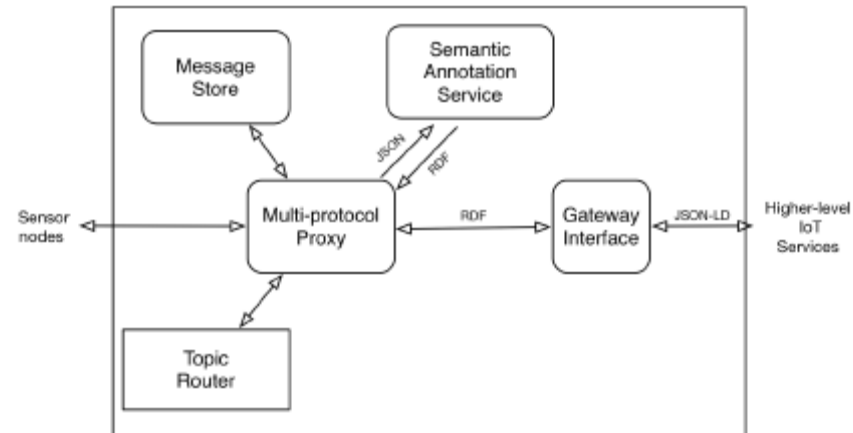 Message
Store
Semantic
Annotation
Service
JSON
RDF
Sensor
nodes
Multi-protocol
Proxy
RDF
Gateway
Interface
JSON-LD
Higher-level
IoT
Services
Topic
Router